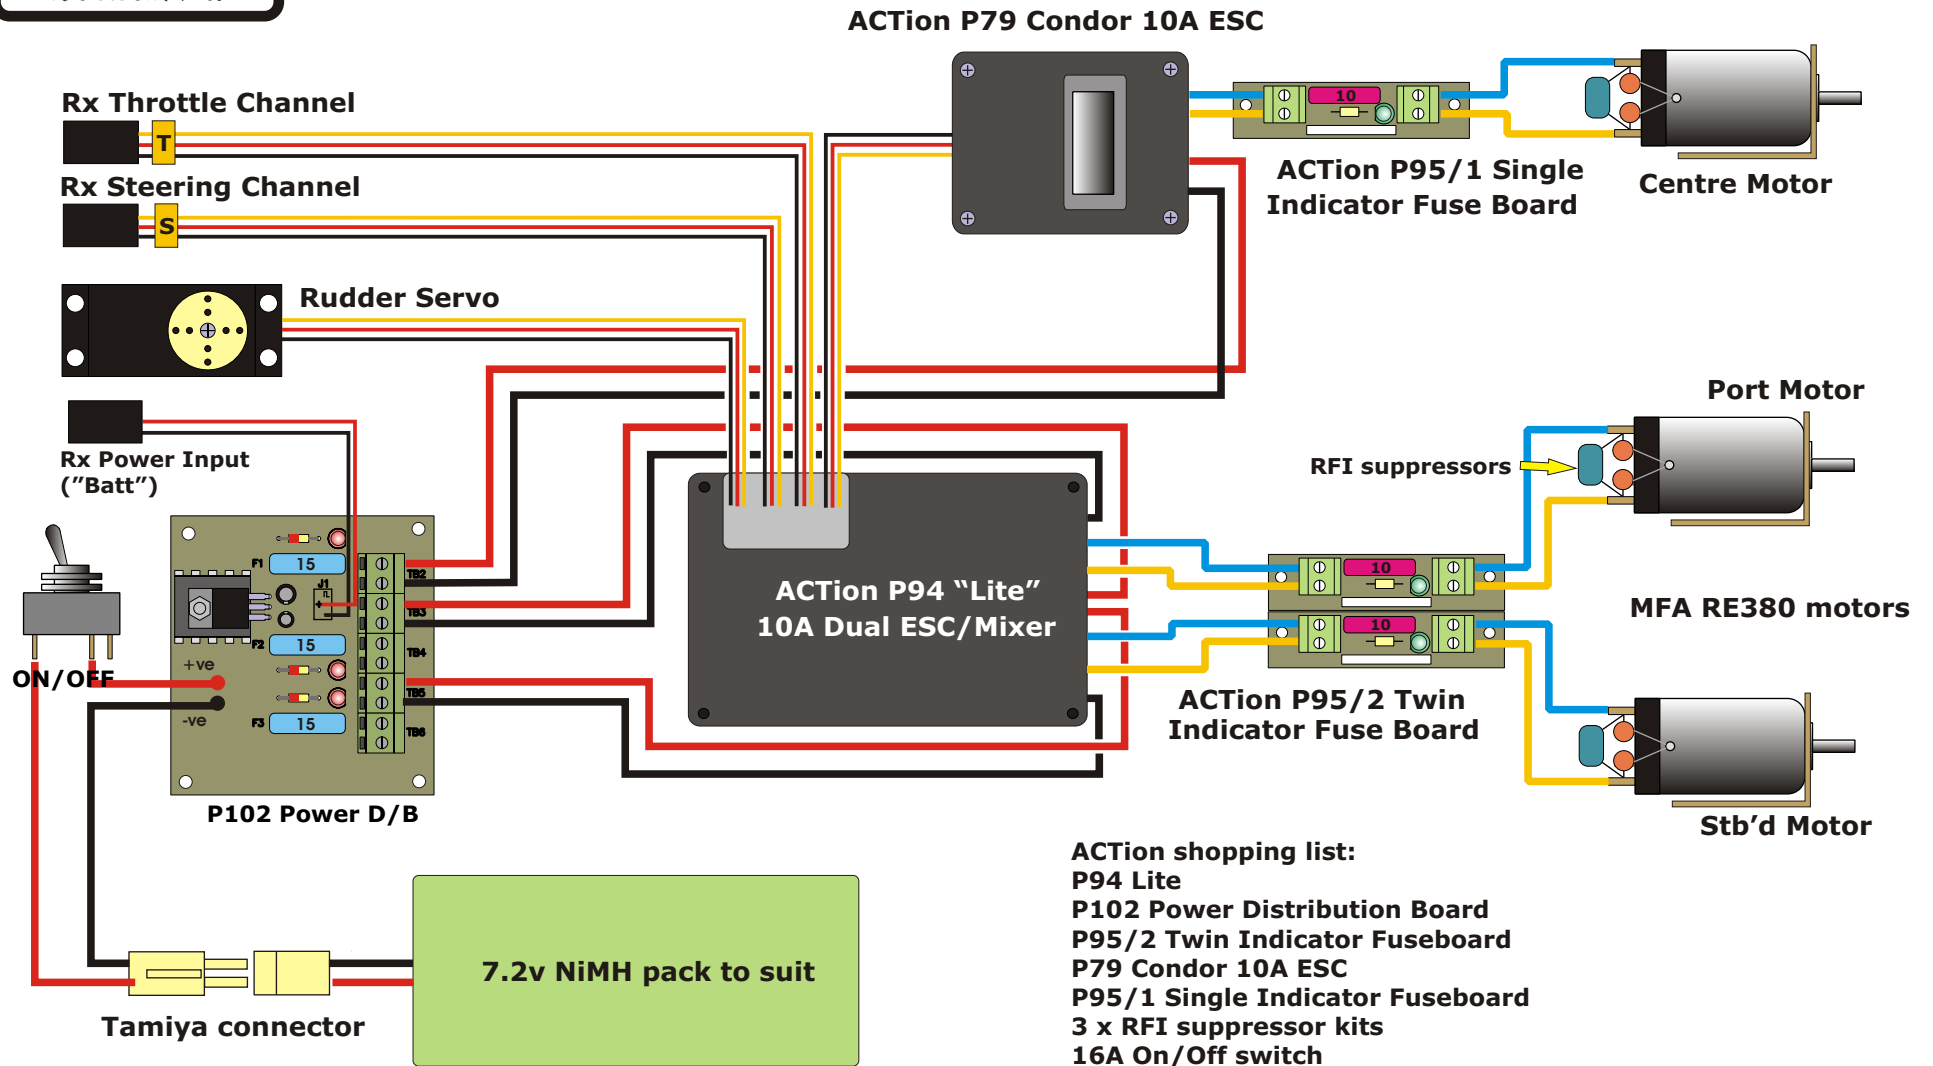 ACTion P79 Condor 10A ESC
Rx Throttle Channel
T
Rx Steering Channel
S
Rudder Servo
Rx Power Input
("Batt")
ON/OFF
F1
15
J1
F2
15
+ve
-ve
F3
15
TB2
TB3
TB4
TB5
TB6
P102 Power D/B
Tamiya connector
7.2v NiMH pack to suit
ACTion P94 "Lite"
10A Dual ESC/Mixer
10
ACTion P95/1 Single
Indicator Fuse Board
Centre Motor
Port Motor
RFI suppressors
10
10
MFA RE380 motors
ACTion P95/2 Twin
Indicator Fuse Board
Stb'd Motor
ACTion shopping list:
P94 Lite
P102 Power Distribution Board
P95/2 Twin Indicator Fuseboard
P79 Condor 10A ESC
P95/1 Single Indicator Fuseboard
3 x RFI suppressor kits
16A On/Off switch